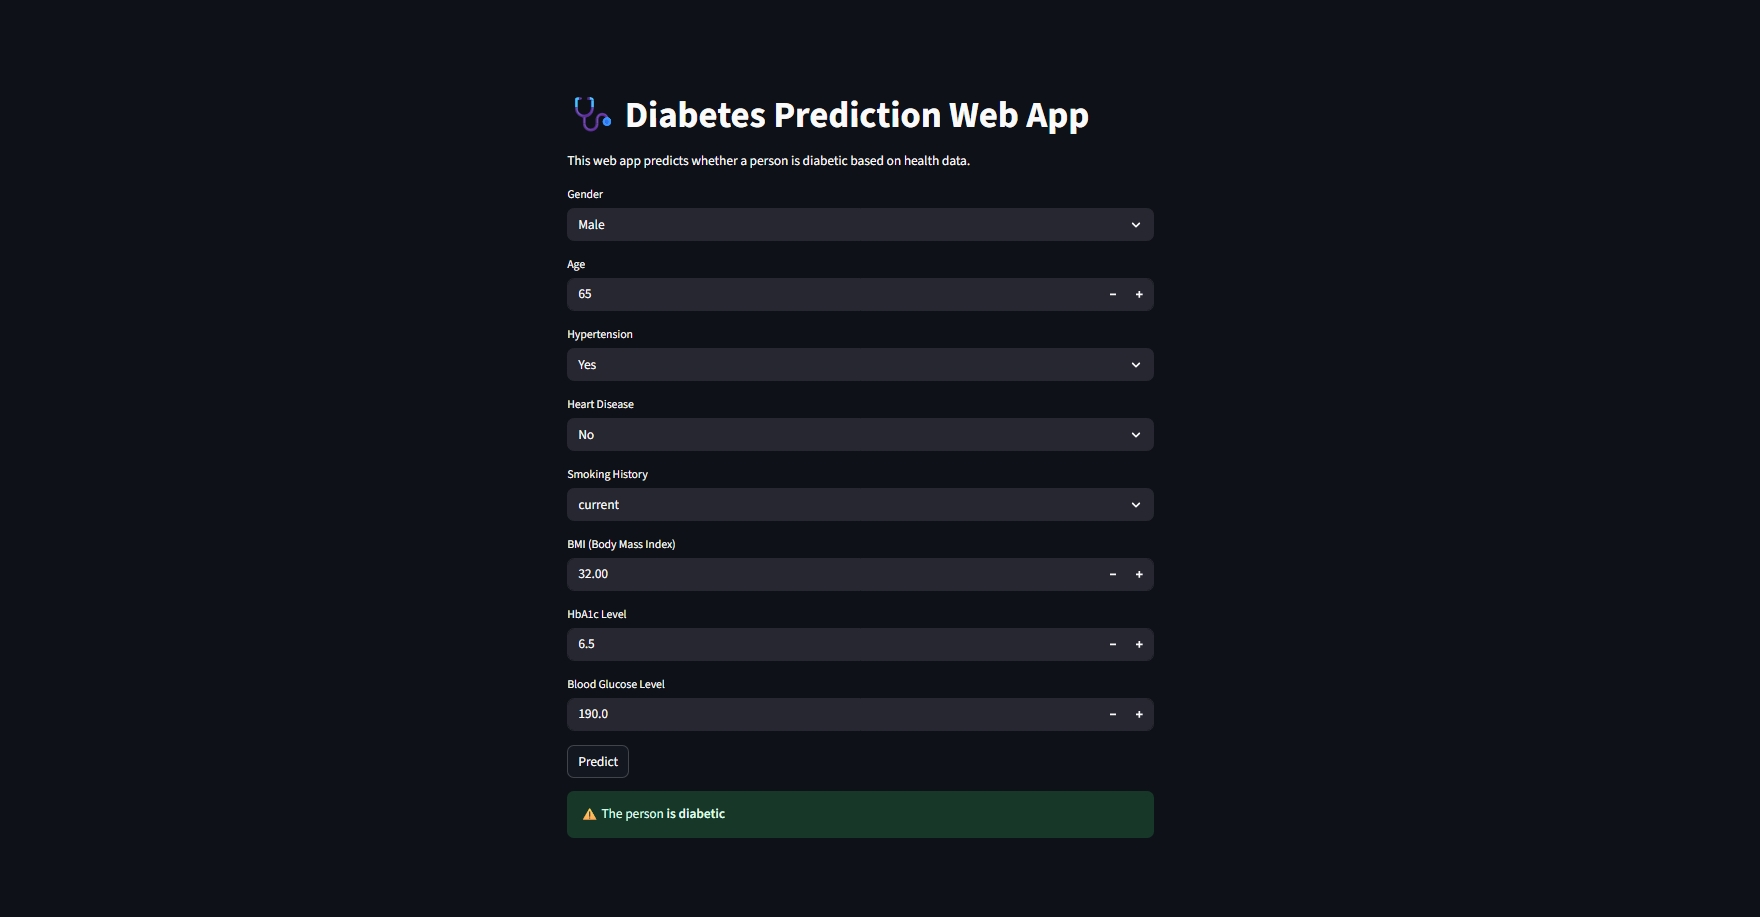 Diabetes Prediction Web App
This web app predicts whether a person is diabetic based on health data.
Gender
Male
Age
65
Hypertension
Yes
Heart Disease
No
Smoking History
current
BMI (Body Mass Index)
32.00
HbA1c Level
6.5
Blood Glucose Level
190.0
Predict
The person is diabetic